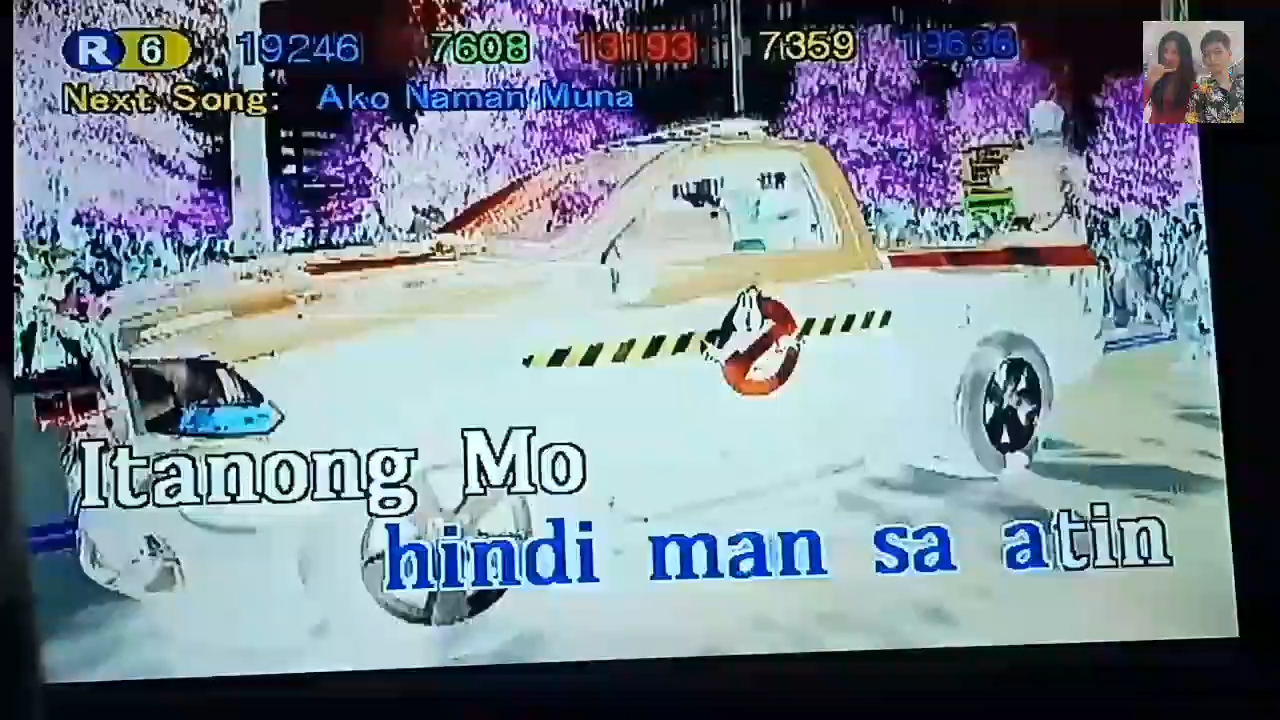 R 6 19246 7608 13193 7359 19636
Next Song: Ako Naman Muna
Itanong Mo
hindi man sa atin